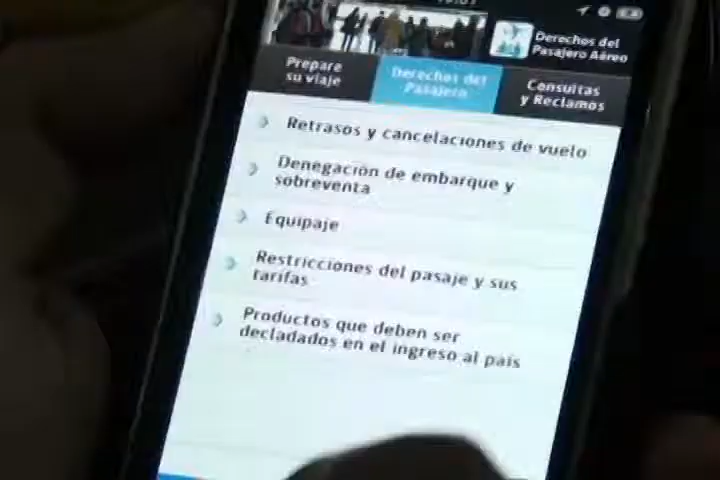 Derechos del
Pasajero Aéreo
Prepare
su viaje
Derechos del
Pasajero
Consultas
y Reclamos
Retrasos y cancelaciones de vuelo
Denegación de embarque y
sobreventa
Equipaje
Restricciones del pasaje y sus
tarifas
Productos que deben ser
decladados en el ingreso al país